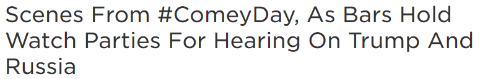 Scenes From #ComeyDay, As Bars Hold
Watch Parties For Hearing On Trump And
Russia